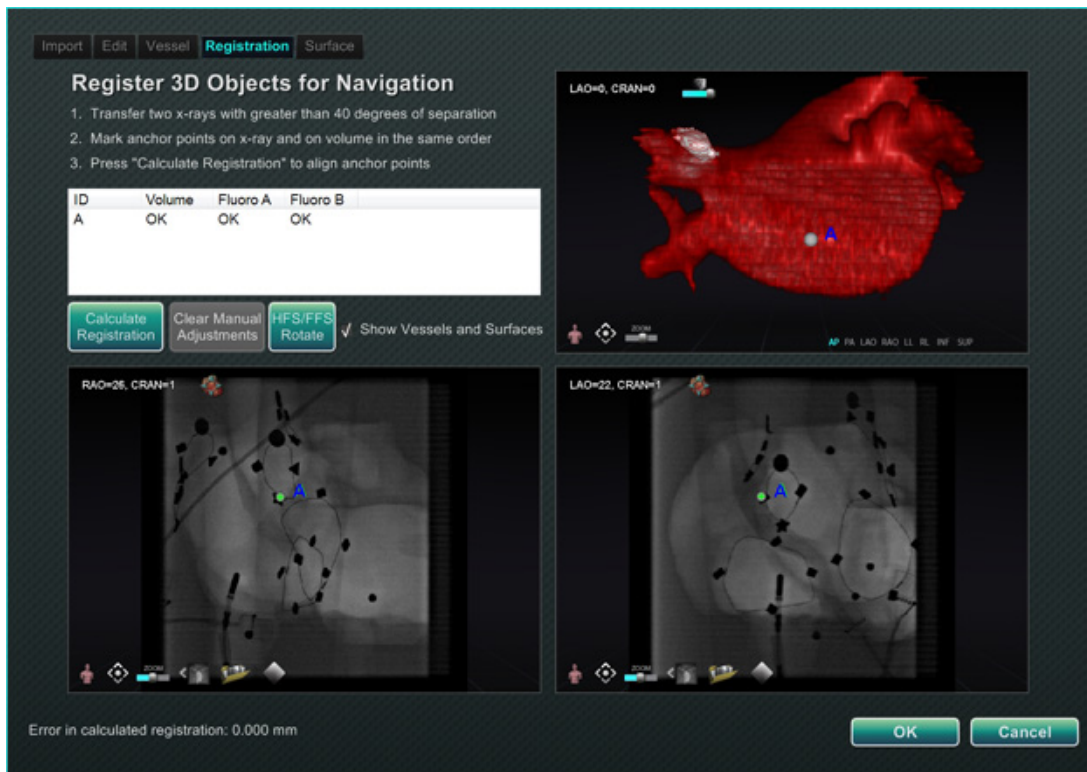 Import Edit Vessel Registration Surface
Register 3D Objects for Navigation
1. Transfer two x-rays with greater than 40 degrees of separation
2. Mark anchor points on x-ray and on volume in the same order
3. Press "Calculate Registration" to align anchor points
ID Volume Fluoro A Fluoro B
A OK OK OK
Calculate
Registration
Clear Manual
Adjustments
HFS/FFS
Rotate
Show Vessels and Surfaces
LAO=0, CRAN=0
A
ZOOM
AP PA LAO RAO LL RL INF SUP
RAO=26, CRAN=1
A
ZOOM
LAO=22, CRAN=1
A
ZOOM
Error in calculated registration: 0.000 mm
OK
Cancel